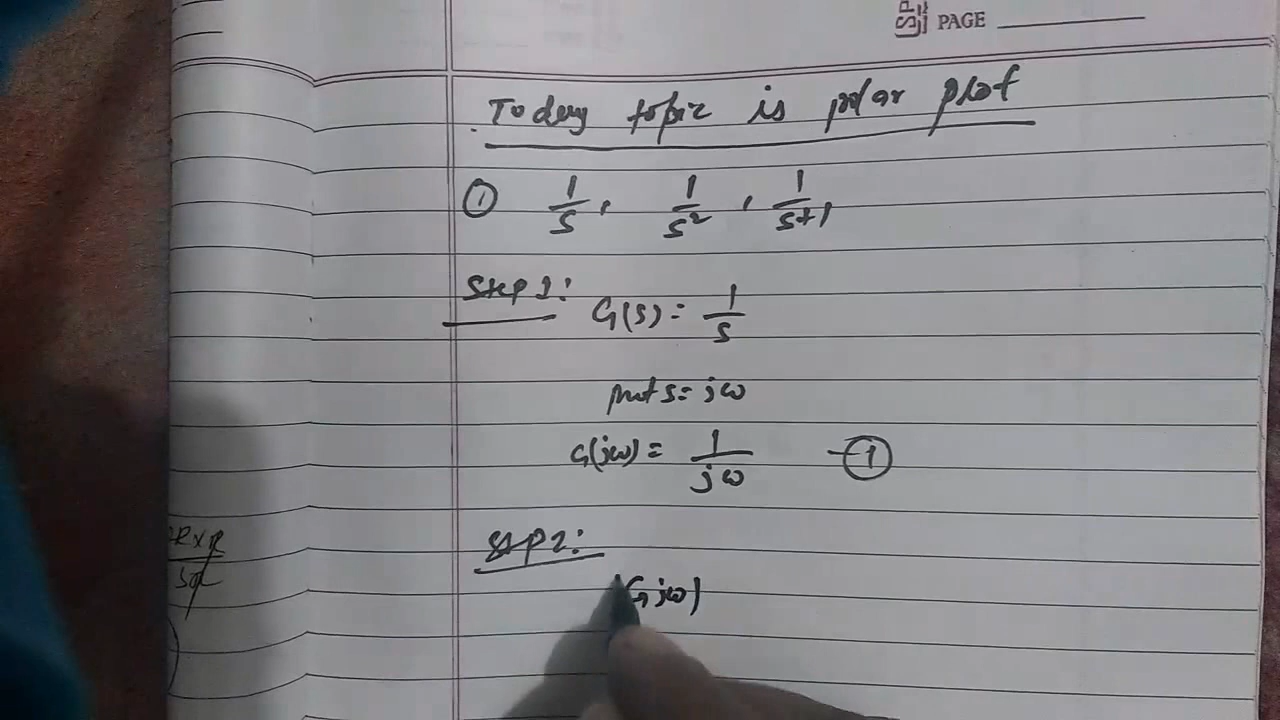 PAGE
Today topic is polar plot
① 1/s, 1/s², 1/s+1
Step 1: G(s) = 1/s
put s = jω
G(jω) = 1/jω —①
Step 2:
|G jω|